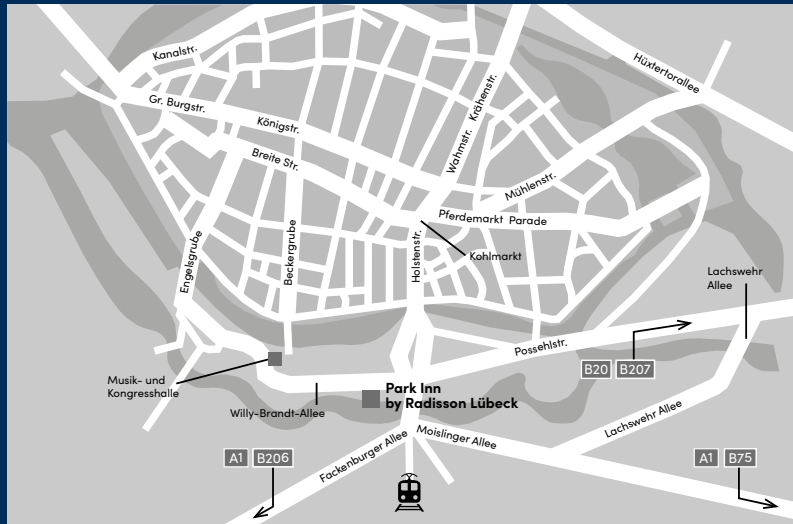 Kanalstr.
Hüxtertorallee
Gr. Burgstr.
Königstr.
Wahmstr. Krähenstr.
Breite Str.
Mühlenstr.
Pferdemarkt Parade
Engelsgrube
Beckergrube
Holstenstr.
Kohlmarkt
Lachswehr
Allee
Possehlstr.
B20 B207
Musik- und
Kongresshalle
Park Inn
by Radisson Lübeck
Willy-Brandt-Allee
Lachswehr Allee
Fackenburger Allee
Moislinger Allee
A1 B206
A1 B75